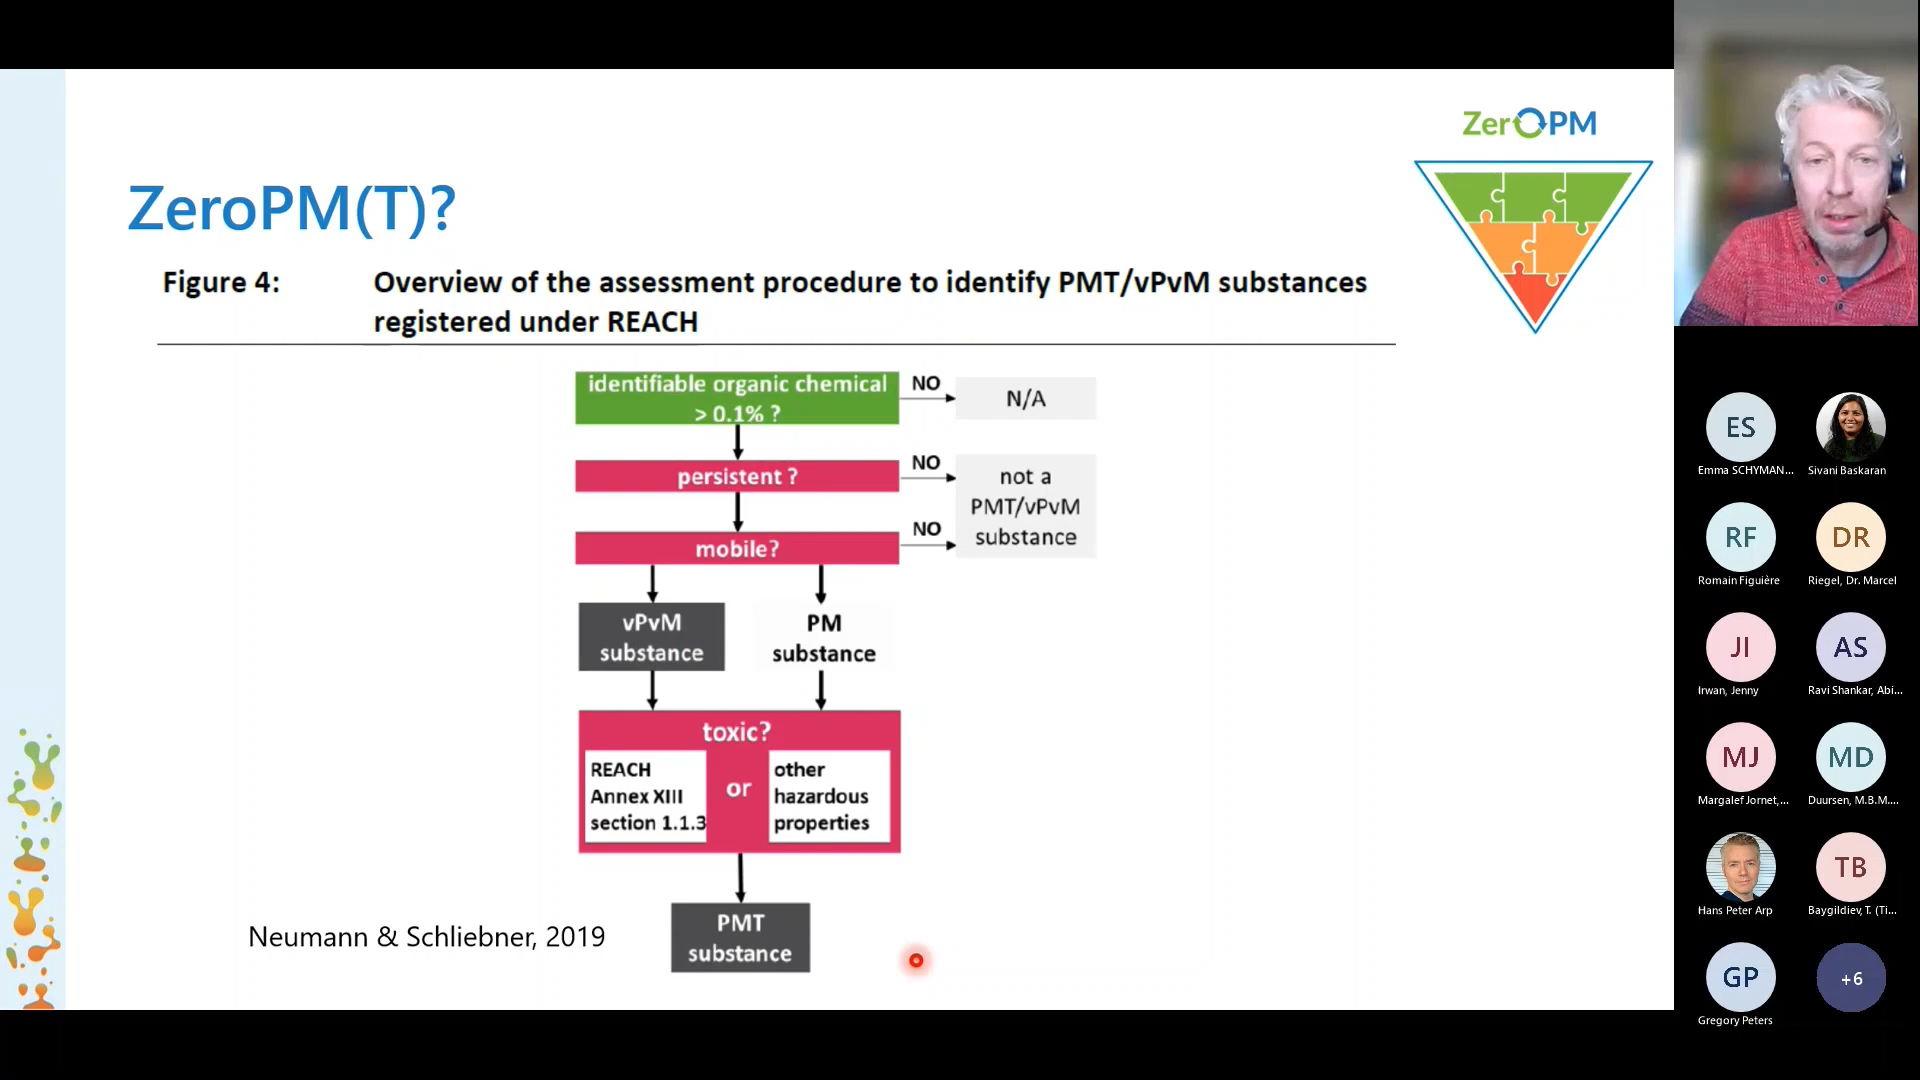 ZeroPM
ZeroPM(T)?
Figure 4:
Overview of the assessment procedure to identify PMT/vPvM substances
registered under REACH
identifiable organic chemical
> 0.1% ?
NO
N/A
persistent ?
NO
not a
PMT/vPvM
substance
mobile?
NO
vPvM
substance
PM
substance
toxic?
REACH
Annex XIII
section 1.1.3
or
other
hazardous
properties
PMT
substance
Neumann & Schliebner, 2019
ES
Emma SCHYMAN...
Sivani Baskaran
RF
Romain Figuière
DR
Riegel, Dr. Marcel
JI
Irwan, Jenny
AS
Ravi Shankar, Abi...
MJ
Margalef Jornet,...
MD
Duursen, M.B.M....
Hans Peter Arp
TB
Baygildiev, T. (Ti...
GP
Gregory Peters
+6